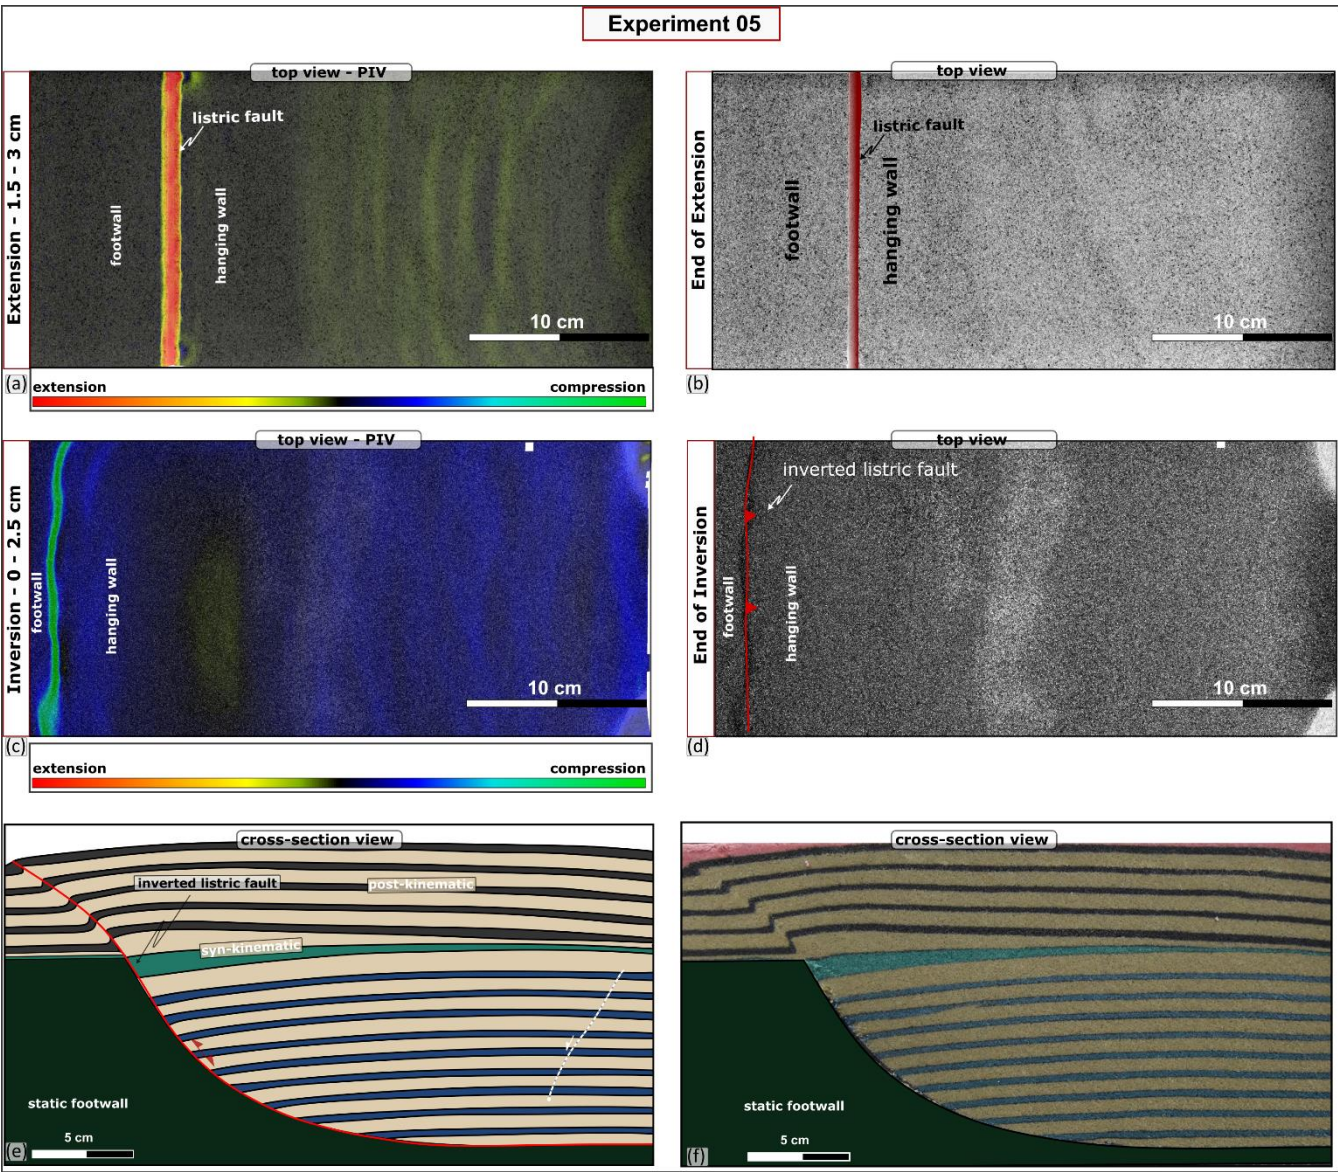 Experiment 05
top view - PIV
Extension - 1.5 - 3 cm
listric fault
footwall
hanging wall
10 cm
(a)
extension
compression
top view
End of Extension
listric fault
footwall
hanging wall
10 cm
(b)
top view - PIV
Inversion - 0 - 2.5 cm
footwall
hanging wall
10 cm
(c)
extension
compression
top view
End of Inversion
inverted listric fault
footwall
hanging wall
10 cm
(d)
cross-section view
inverted listric fault
post-kinematic
syn-kinematic
static footwall
5 cm
(e)
cross-section view
static footwall
5 cm
(f)